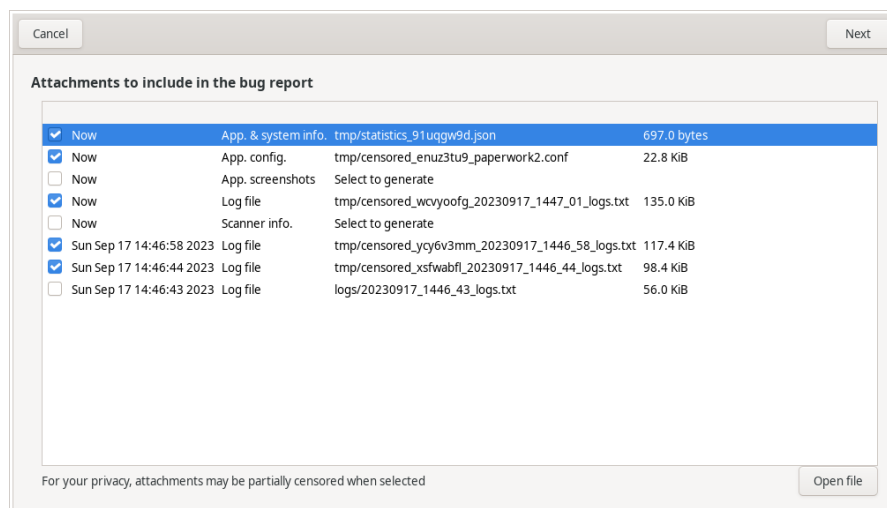 Cancel Next
Attachments to include in the bug report
Now App. & system info. tmp/statistics_91uqgw9d.json 697.0 bytes
Now App. config. tmp/censored_enuz3tu9_paperwork2.conf 22.8 KiB
Now App. screenshots Select to generate
Now Log file tmp/censored_wcvyoofg_20230917_1447_01_logs.txt 135.0 KiB
Now Scanner info. Select to generate
Sun Sep 17 14:46:58 2023 Log file tmp/censored_ycy6v3mm_20230917_1446_58_logs.txt 117.4 KiB
Sun Sep 17 14:46:44 2023 Log file tmp/censored_xsfwabfl_20230917_1446_44_logs.txt 98.4 KiB
Sun Sep 17 14:46:43 2023 Log file logs/20230917_1446_43_logs.txt 56.0 KiB
For your privacy, attachments may be partially censored when selected Open file